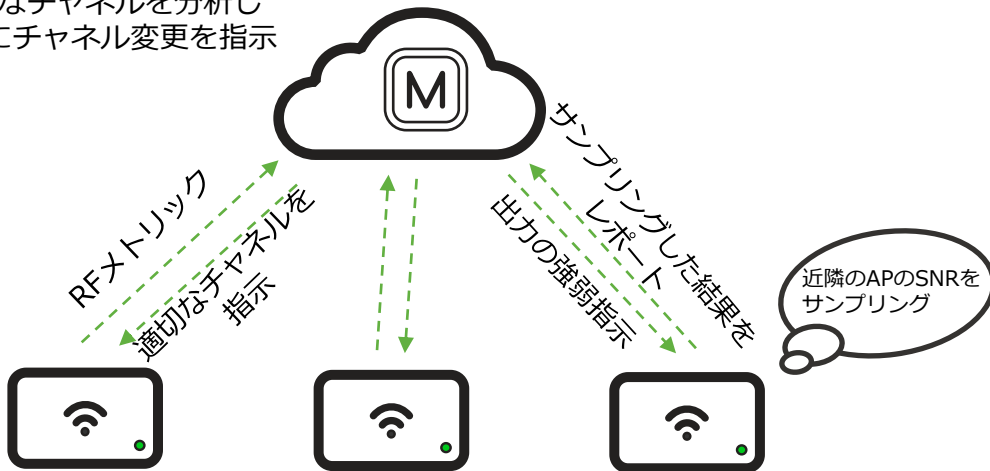 なチャネルを分析し
にチャネル変更を指示
M
RFメトリック
適切なチャネルを
指示
サンプリングした結果を
レポート
出力の強弱指示
近隣のAPのSNRを
サンプリング